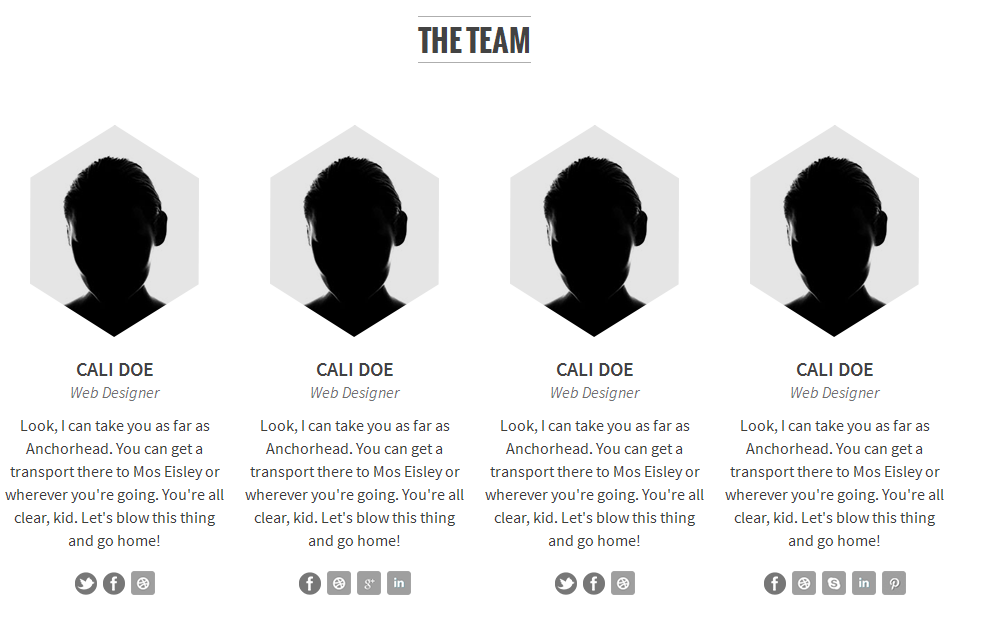 THE TEAM
CALI DOE
Web Designer
Look, I can take you as far as
Anchorhead. You can get a
transport there to Mos Eisley or
wherever you're going. You're all
clear, kid. Let's blow this thing
and go home!
CALI DOE
Web Designer
Look, I can take you as far as
Anchorhead. You can get a
transport there to Mos Eisley or
wherever you're going. You're all
clear, kid. Let's blow this thing
and go home!
g+
in
CALI DOE
Web Designer
Look, I can take you as far as
Anchorhead. You can get a
transport there to Mos Eisley or
wherever you're going. You're all
clear, kid. Let's blow this thing
and go home!
CALI DOE
Web Designer
Look, I can take you as far as
Anchorhead. You can get a
transport there to Mos Eisley or
wherever you're going. You're all
clear, kid. Let's blow this thing
and go home!
in